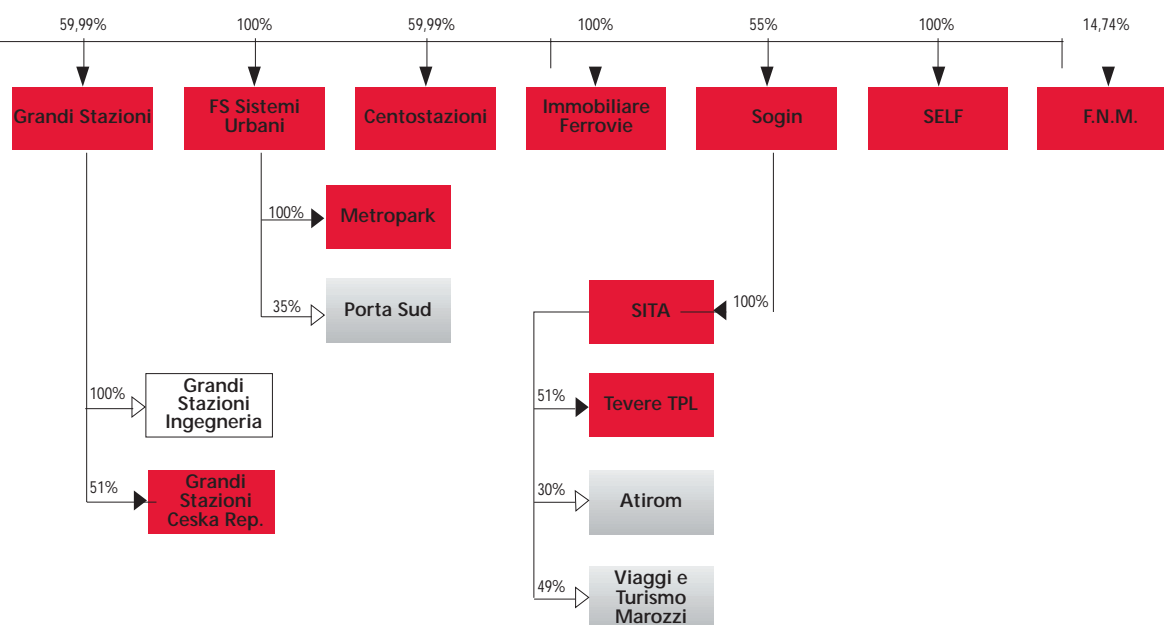 59,99%
100%
59,99%
100%
55%
100%
14,74%
Grandi Stazioni
FS Sistemi
Urbani
Centostazioni
Immobiliare
Ferrovie
Sogin
SELF
F.N.M.
100%
Metropark
35%
Porta Sud
SITA
100%
100%
Grandi
Stazioni
Ingegneria
51%
Tevere TPL
51%
Grandi
Stazioni
Ceska Rep.
30%
Atirom
49%
Viaggi e
Turismo
Marozzi